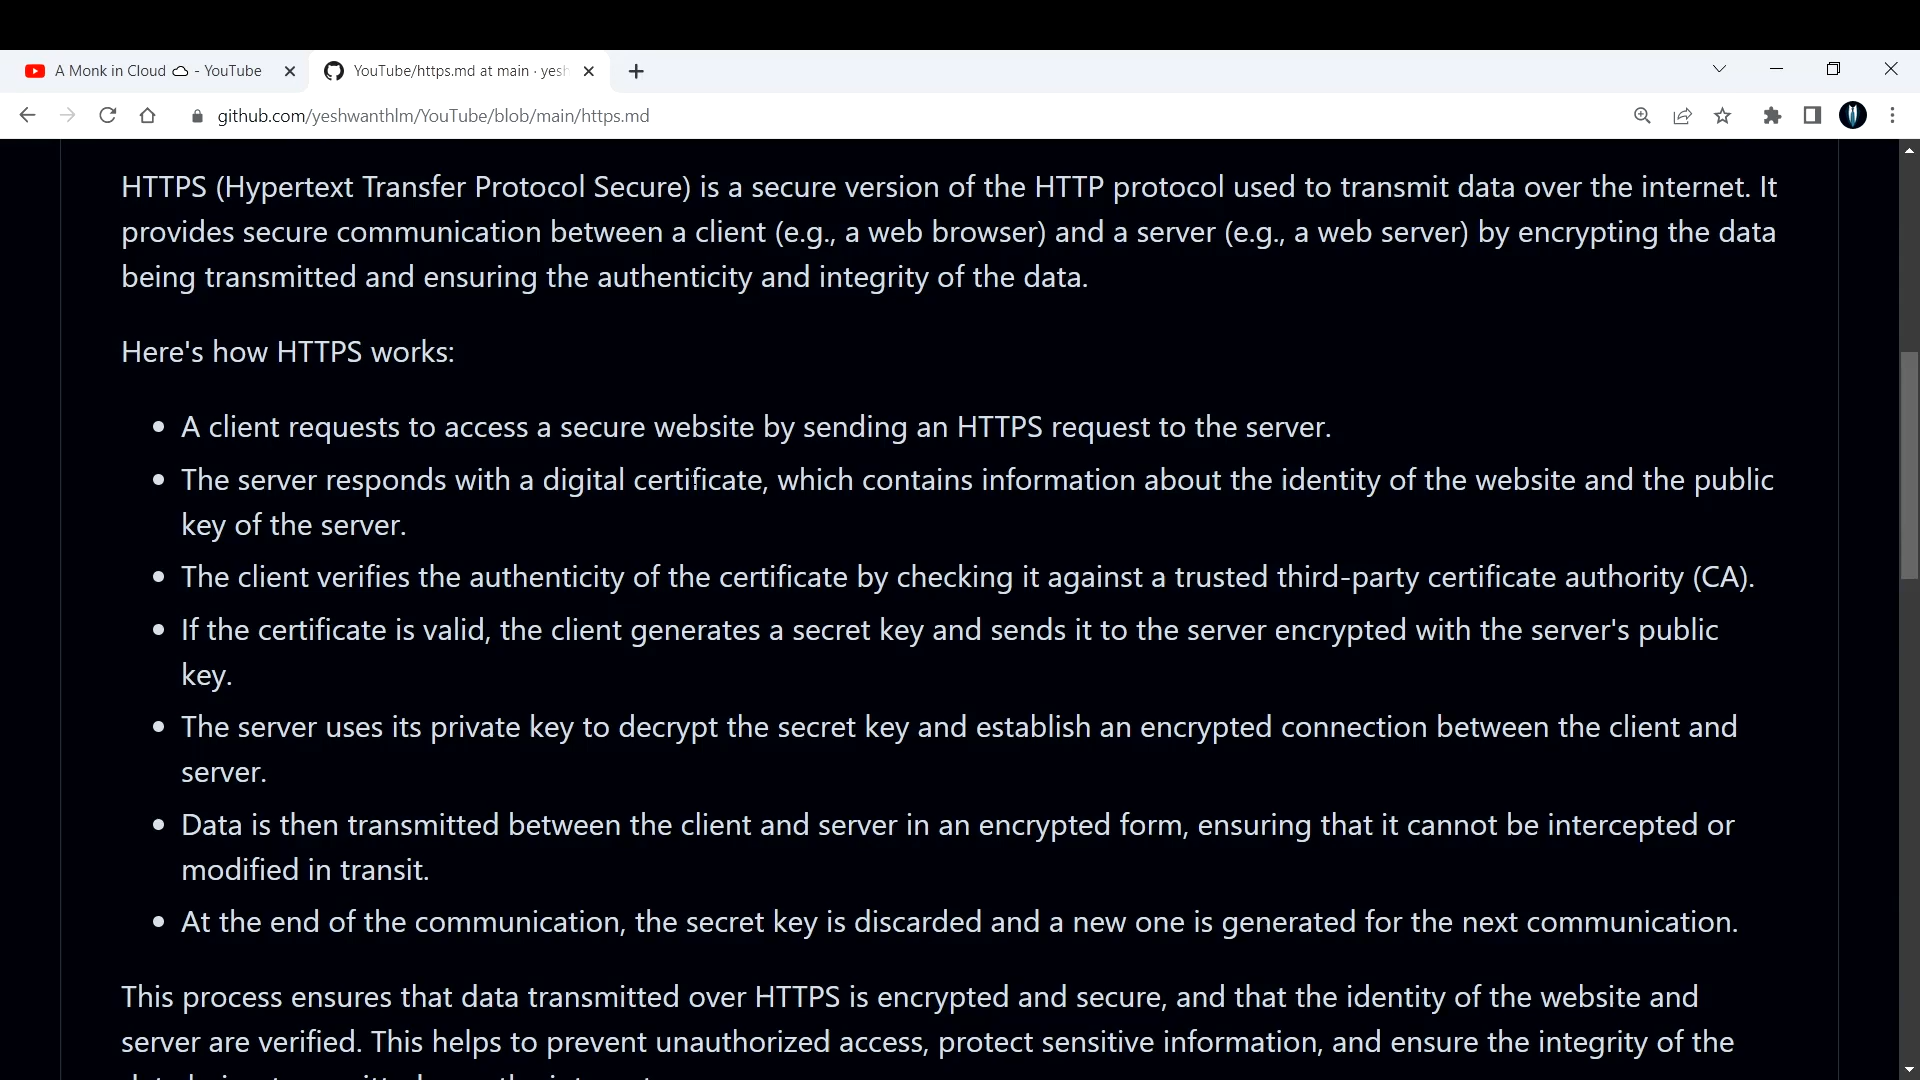 A Monk in Cloud - YouTube
YouTube/https.md at main · yesh
github.com/yeshwanthlm/YouTube/blob/main/https.md
HTTPS (Hypertext Transfer Protocol Secure) is a secure version of the HTTP protocol used to transmit data over the internet. It
provides secure communication between a client (e.g., a web browser) and a server (e.g., a web server) by encrypting the data
being transmitted and ensuring the authenticity and integrity of the data.
Here's how HTTPS works:
• A client requests to access a secure website by sending an HTTPS request to the server.
• The server responds with a digital certificate, which contains information about the identity of the website and the public
key of the server.
• The client verifies the authenticity of the certificate by checking it against a trusted third-party certificate authority (CA).
• If the certificate is valid, the client generates a secret key and sends it to the server encrypted with the server's public
key.
• The server uses its private key to decrypt the secret key and establish an encrypted connection between the client and
server.
• Data is then transmitted between the client and server in an encrypted form, ensuring that it cannot be intercepted or
modified in transit.
• At the end of the communication, the secret key is discarded and a new one is generated for the next communication.
This process ensures that data transmitted over HTTPS is encrypted and secure, and that the identity of the website and
server are verified. This helps to prevent unauthorized access, protect sensitive information, and ensure the integrity of the